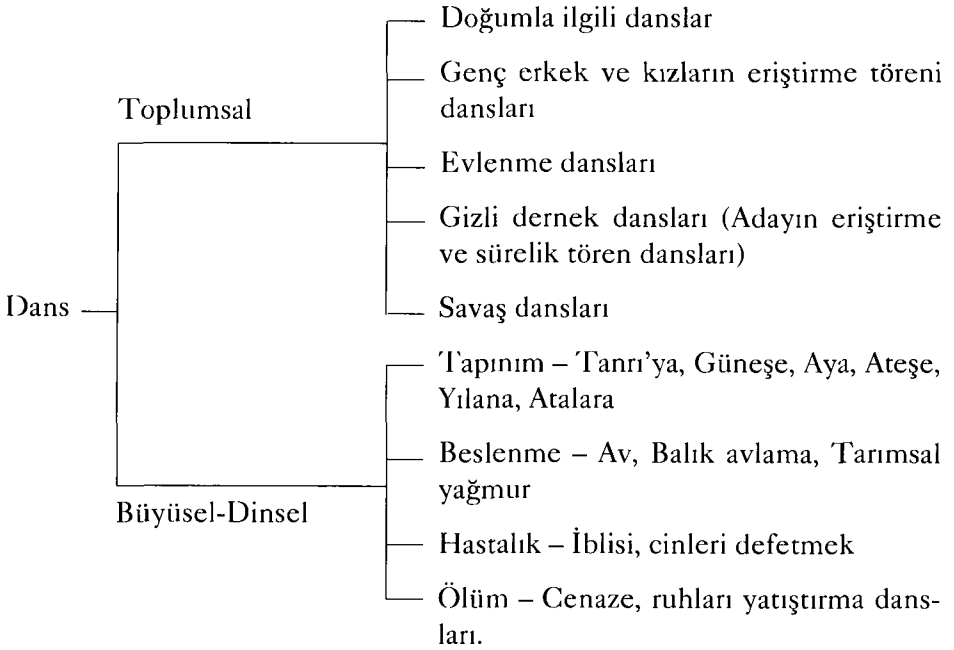 Doğumla ilgili danslar
Genç erkek ve kızların eriştirme töreni
dansları
Toplumsal
Evlenme dansları
Gizli dernek dansları (Adayın eriştirme
ve sürelik tören dansları)
Dans
Savaş dansları
Tapınım – Tanrı'ya, Güneşe, Aya, Ateşe,
Yılana, Atalara
Beslenme – Av, Balık avlama, Tarımsal
yağmur
Büyüsel-Dinsel
Hastalık – İblisi, cinleri defetmek
Ölüm – Cenaze, ruhları yatıştırma dans-
ları.